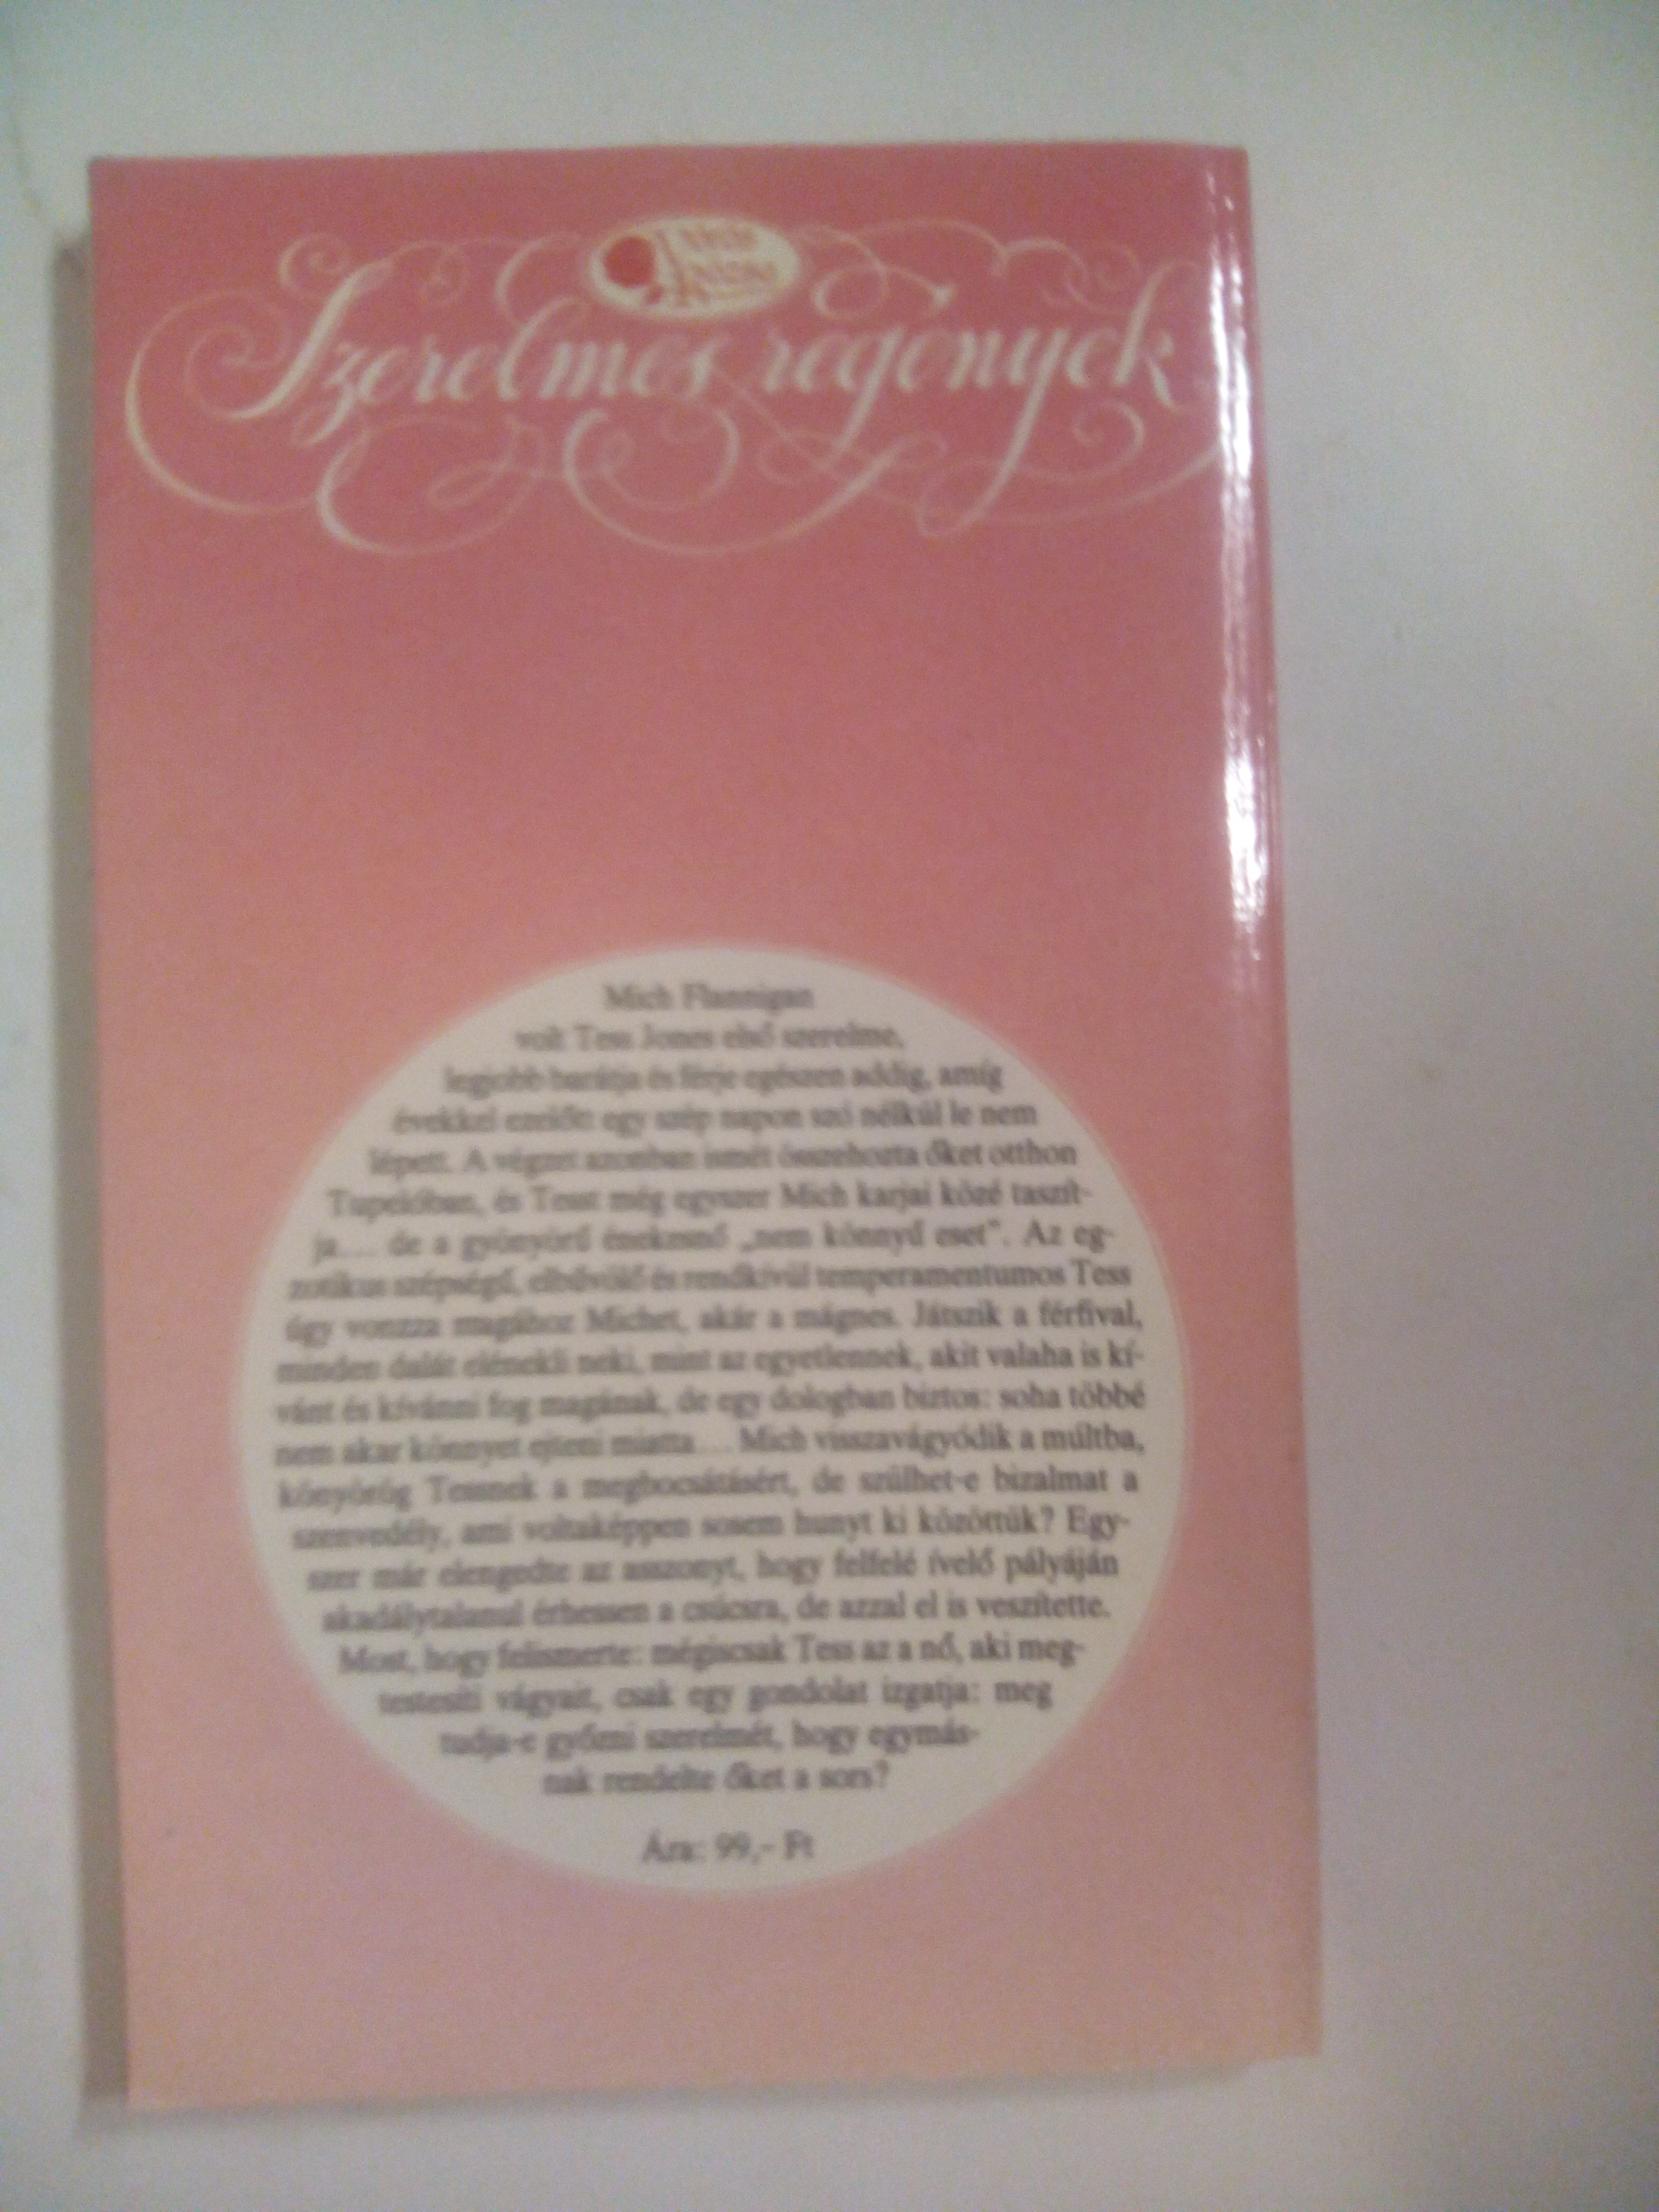 Szerelmes regények
Mich Flannigan
volt Tess Jones első szerelme,
legjobb barátja és férje egészen addig, amíg
évekkel ezelőtt egy szép napon szó nélkül le nem
lépett. A végzet azonban ismét összehozta őket otthon
Tupelóban, és Tesst még egyszer Mich karjai közé taszít-
ja... de a gyönyörű énekesnő „nem könnyű eset”. Az eg-
zotikus szépségű, elbűvölő és rendkívül temperamentumos Tess
úgy vonzza magához Michet, akár a mágnes. Játszik a férfival,
minden dalát elénekli neki, mint az egyetlennek, akit valaha is kí-
vánt és kívánni fog magának, de egy dologban biztos: soha többé
nem akar könnyet ejteni miatta... Mich visszavágyódik a múltba,
könyörög Tessnek a megbocsátásért, de szülhet-e bizalmat a
szenvedély, ami voltaképpen sosem hunyt ki közöttük? Egy-
szer már elengedte az asszonyt, hogy felfelé ívelő pályáján
akadálytalanul érhessen a csúcsra, de azzal el is veszítette.
Most, hogy felismerte: mégiscsak Tess az a nő, aki meg-
testesíti vágyait, csak egy gondolat izgatja: meg
tudja-e győzni szerelmét, hogy egymás-
nak rendelte őket a sors?
Ára: 99,- Ft